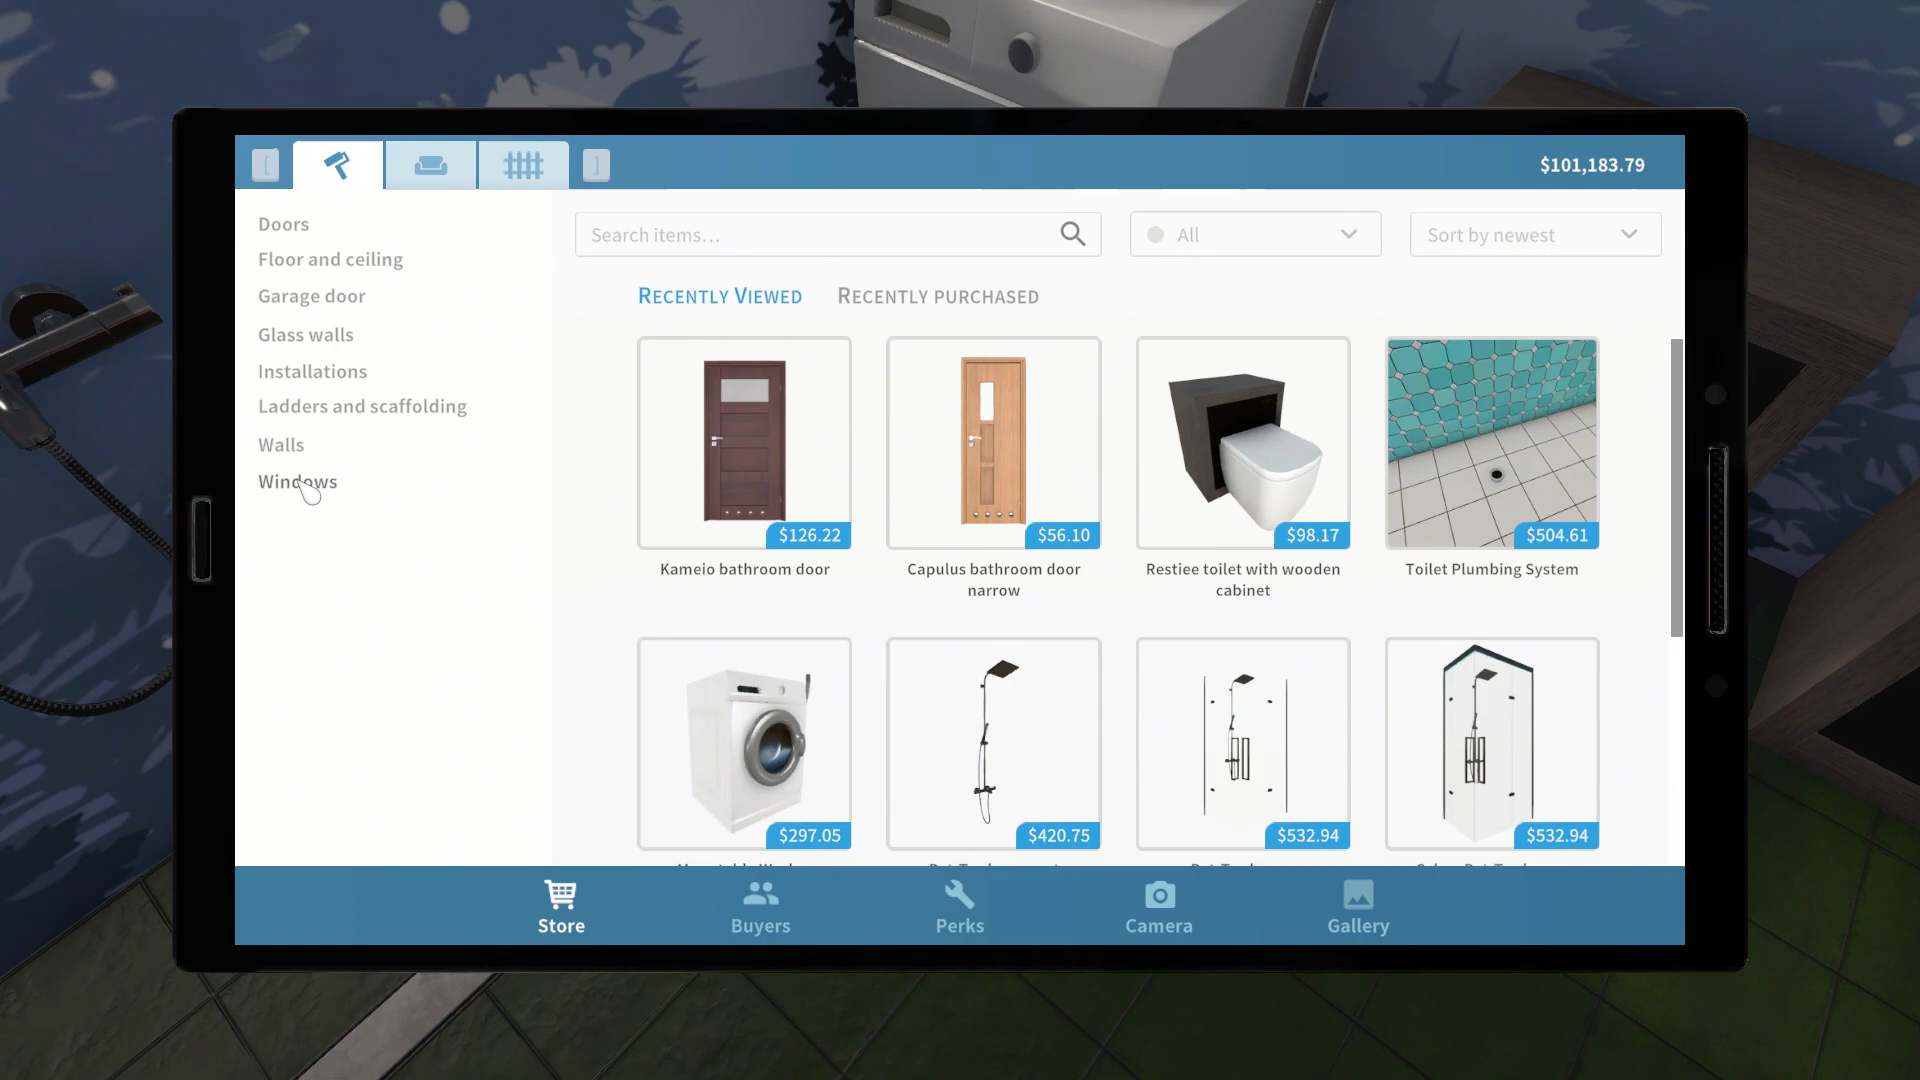 [
]
$101,183.79
Doors
Floor and ceiling
Garage door
Glass walls
Installations
Ladders and scaffolding
Walls
Windows
Search items...
All
Sort by newest
RECENTLY VIEWED
RECENTLY PURCHASED
$126.22
$56.10
$98.17
$504.61
Kameio bathroom door
Capulus bathroom door
narrow
Restiee toilet with wooden
cabinet
Toilet Plumbing System
$297.05
$420.75
$532.94
$532.94
Store
Buyers
Perks
Camera
Gallery